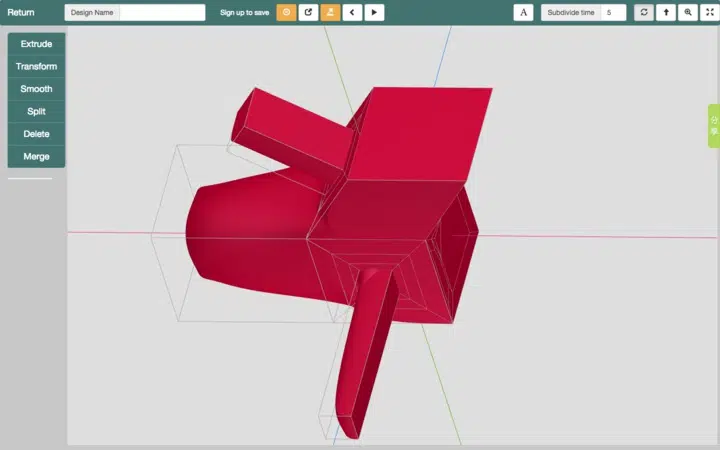 Return
Design Name
Sign up to save
A
Subdivide time
5
Extrude
Transform
Smooth
Split
Delete
Merge
分
享